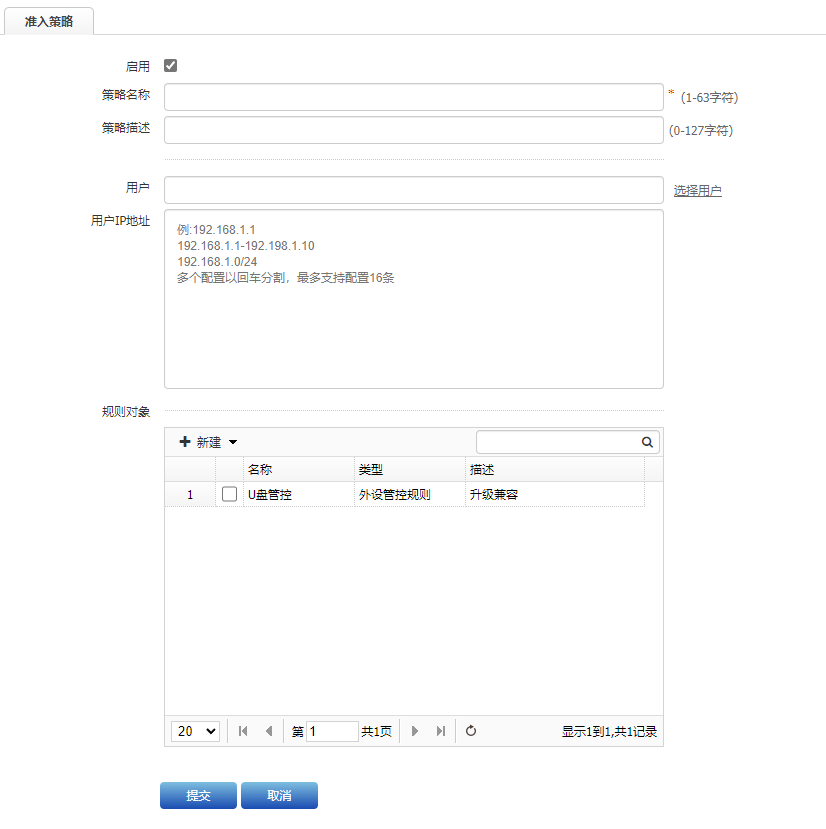 准入策略
启用
策略名称 * (1-63字符)
策略描述 (0-127字符)
用户 选择用户
用户IP地址
例:192.168.1.1
192.168.1.1-192.198.1.10
192.168.1.0/24
多个配置以回车分割，最多支持配置16条
规则对象
新建
名称 类型 描述
1 U盘管控 外设管控规则 升级兼容
20 第 1 共1页 显示1到1,共1记录
提交 取消